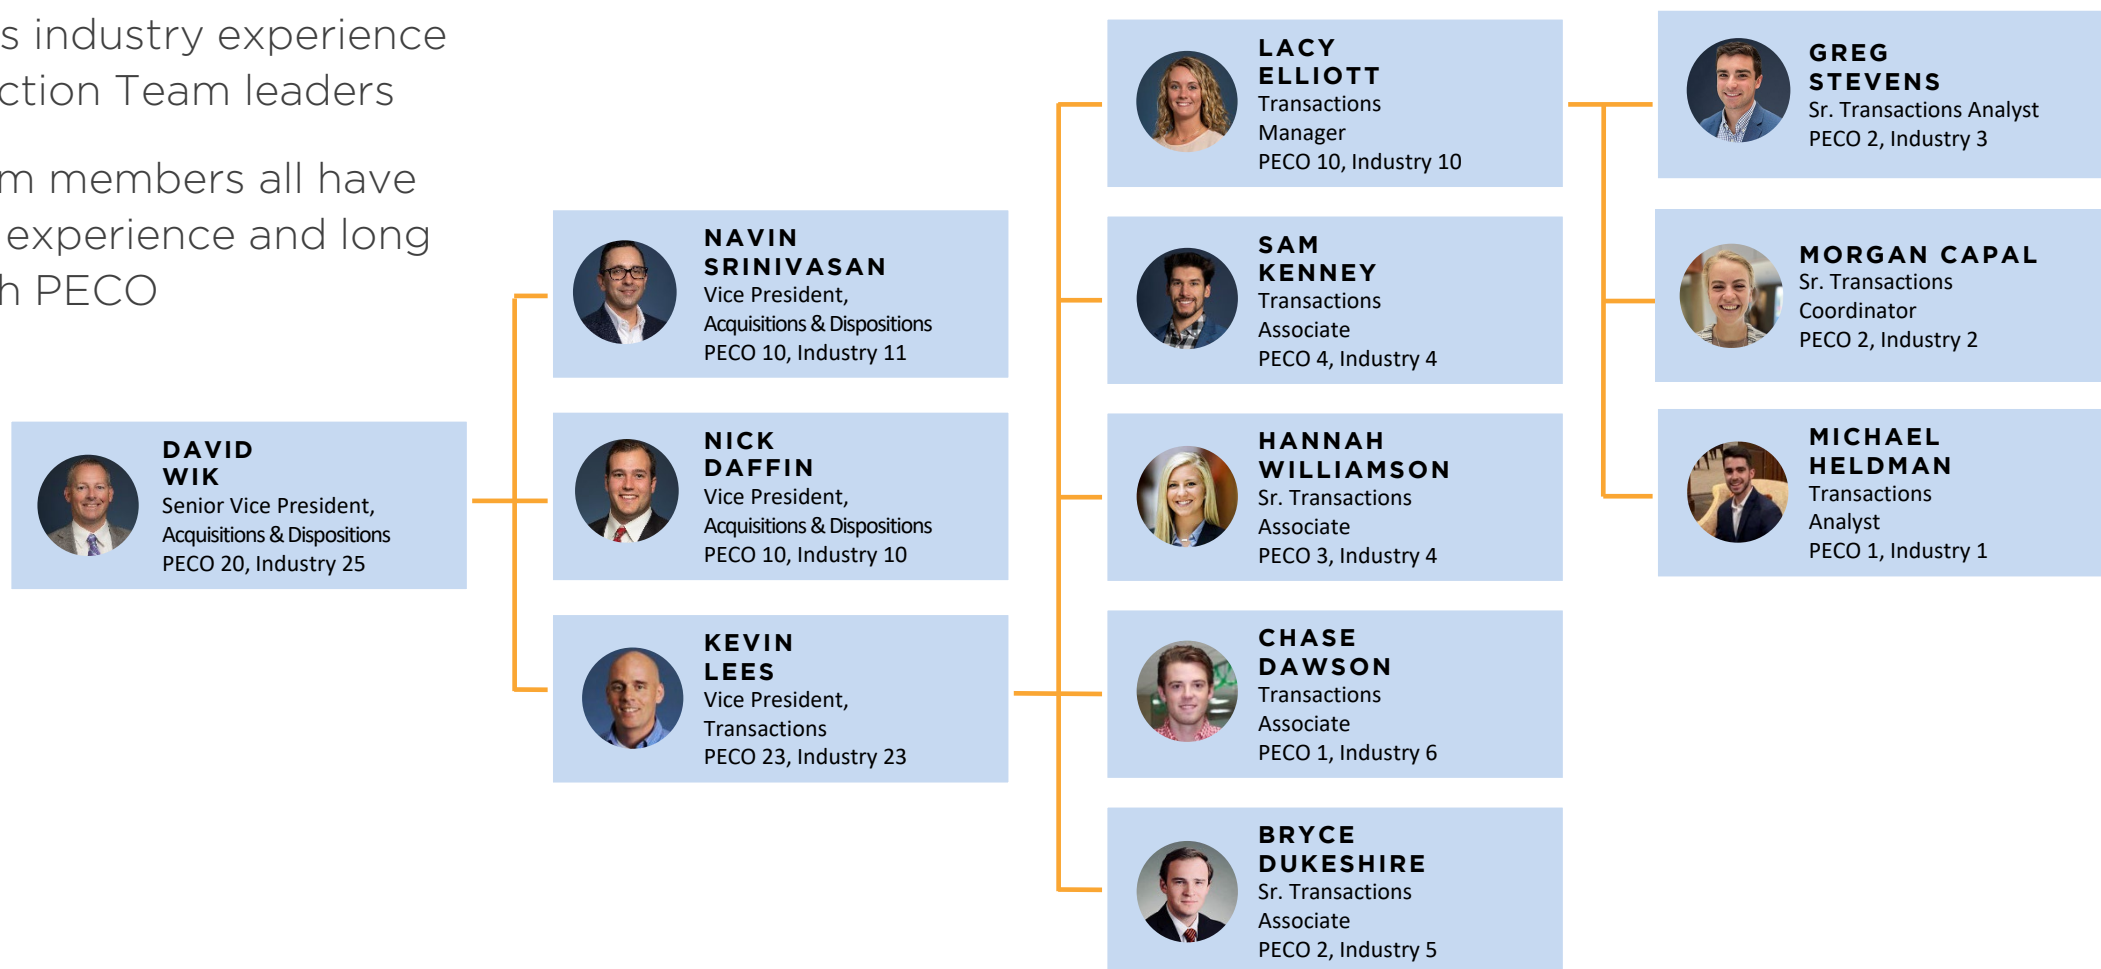 s industry experience
ction Team leaders
m members all have
experience and long
h PECO
DAVID
WIK
Senior Vice President,
Acquisitions & Dispositions
PECO 20, Industry 25
NAVIN
SRINIVASAN
Vice President,
Acquisitions & Dispositions
PECO 10, Industry 11
NICK
DAFFIN
Vice President,
Acquisitions & Dispositions
PECO 10, Industry 10
KEVIN
LEES
Vice President,
Transactions
PECO 23, Industry 23
LACY
ELLIOTT
Transactions
Manager
PECO 10, Industry 10
SAM
KENNEY
Transactions
Associate
PECO 4, Industry 4
HANNAH
WILLIAMSON
Sr. Transactions
Associate
PECO 3, Industry 4
CHASE
DAWSON
Transactions
Associate
PECO 1, Industry 6
BRYCE
DUKESHIRE
Sr. Transactions
Associate
PECO 2, Industry 5
GREG
STEVENS
Sr. Transactions Analyst
PECO 2, Industry 3
MORGAN CAPAL
Sr. Transactions
Coordinator
PECO 2, Industry 2
MICHAEL
HELDMAN
Transactions
Analyst
PECO 1, Industry 1